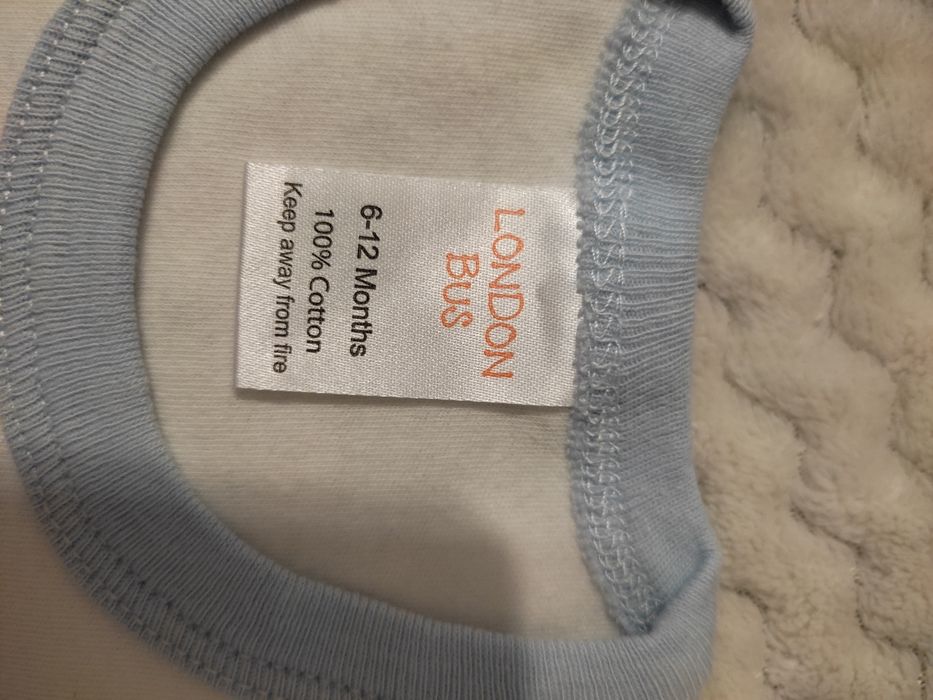 LONDON
BUS
6-12 Months
100% Cotton
Keep away from fire